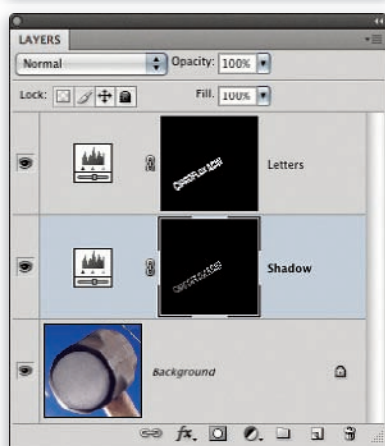 LAYERS
Normal Opacity: 100%
Lock: Fill: 100%
Letters
Shadow
Background
fx.